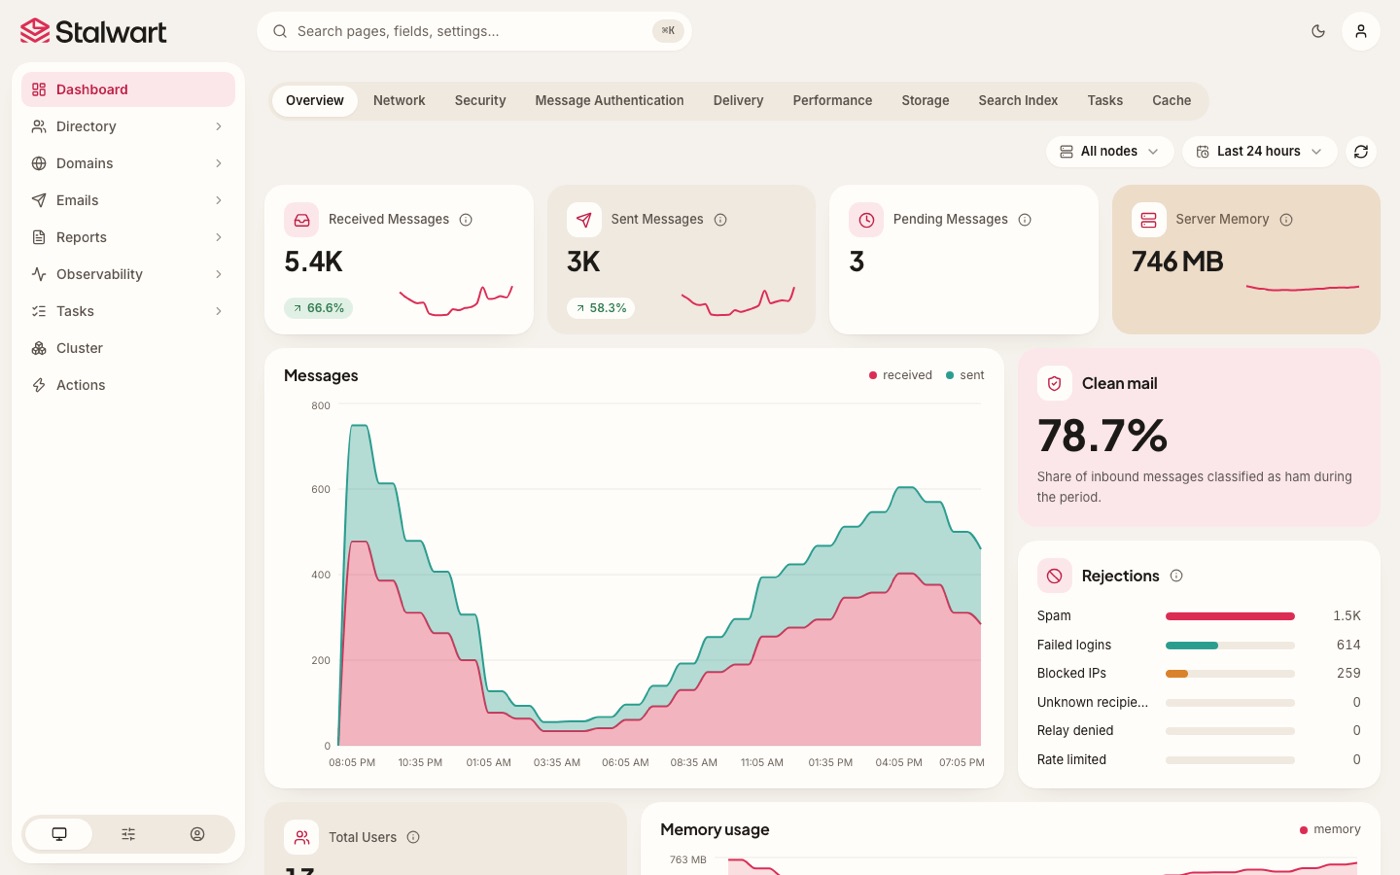 Stalwart
Search pages, fields, settings...
⌘K
Dashboard
Directory
Domains
Emails
Reports
Observability
Tasks
Cluster
Actions
Overview Network Security Message Authentication Delivery Performance Storage Search Index Tasks Cache
All nodes
Last 24 hours
Received Messages
5.4K
66.6%
Sent Messages
3K
58.3%
Pending Messages
3
Server Memory
746 MB
Messages
received sent
800
600
400
200
0
08:05 PM 10:35 PM 01:05 AM 03:35 AM 06:05 AM 08:35 AM 11:05 AM 01:35 PM 04:05 PM 07:05 PM
Clean mail
78.7%
Share of inbound messages classified as ham during
the period.
Rejections
Spam 1.5K
Failed logins 614
Blocked IPs 259
Unknown recipie... 0
Relay denied 0
Rate limited 0
Total Users
Memory usage
memory
763 MB